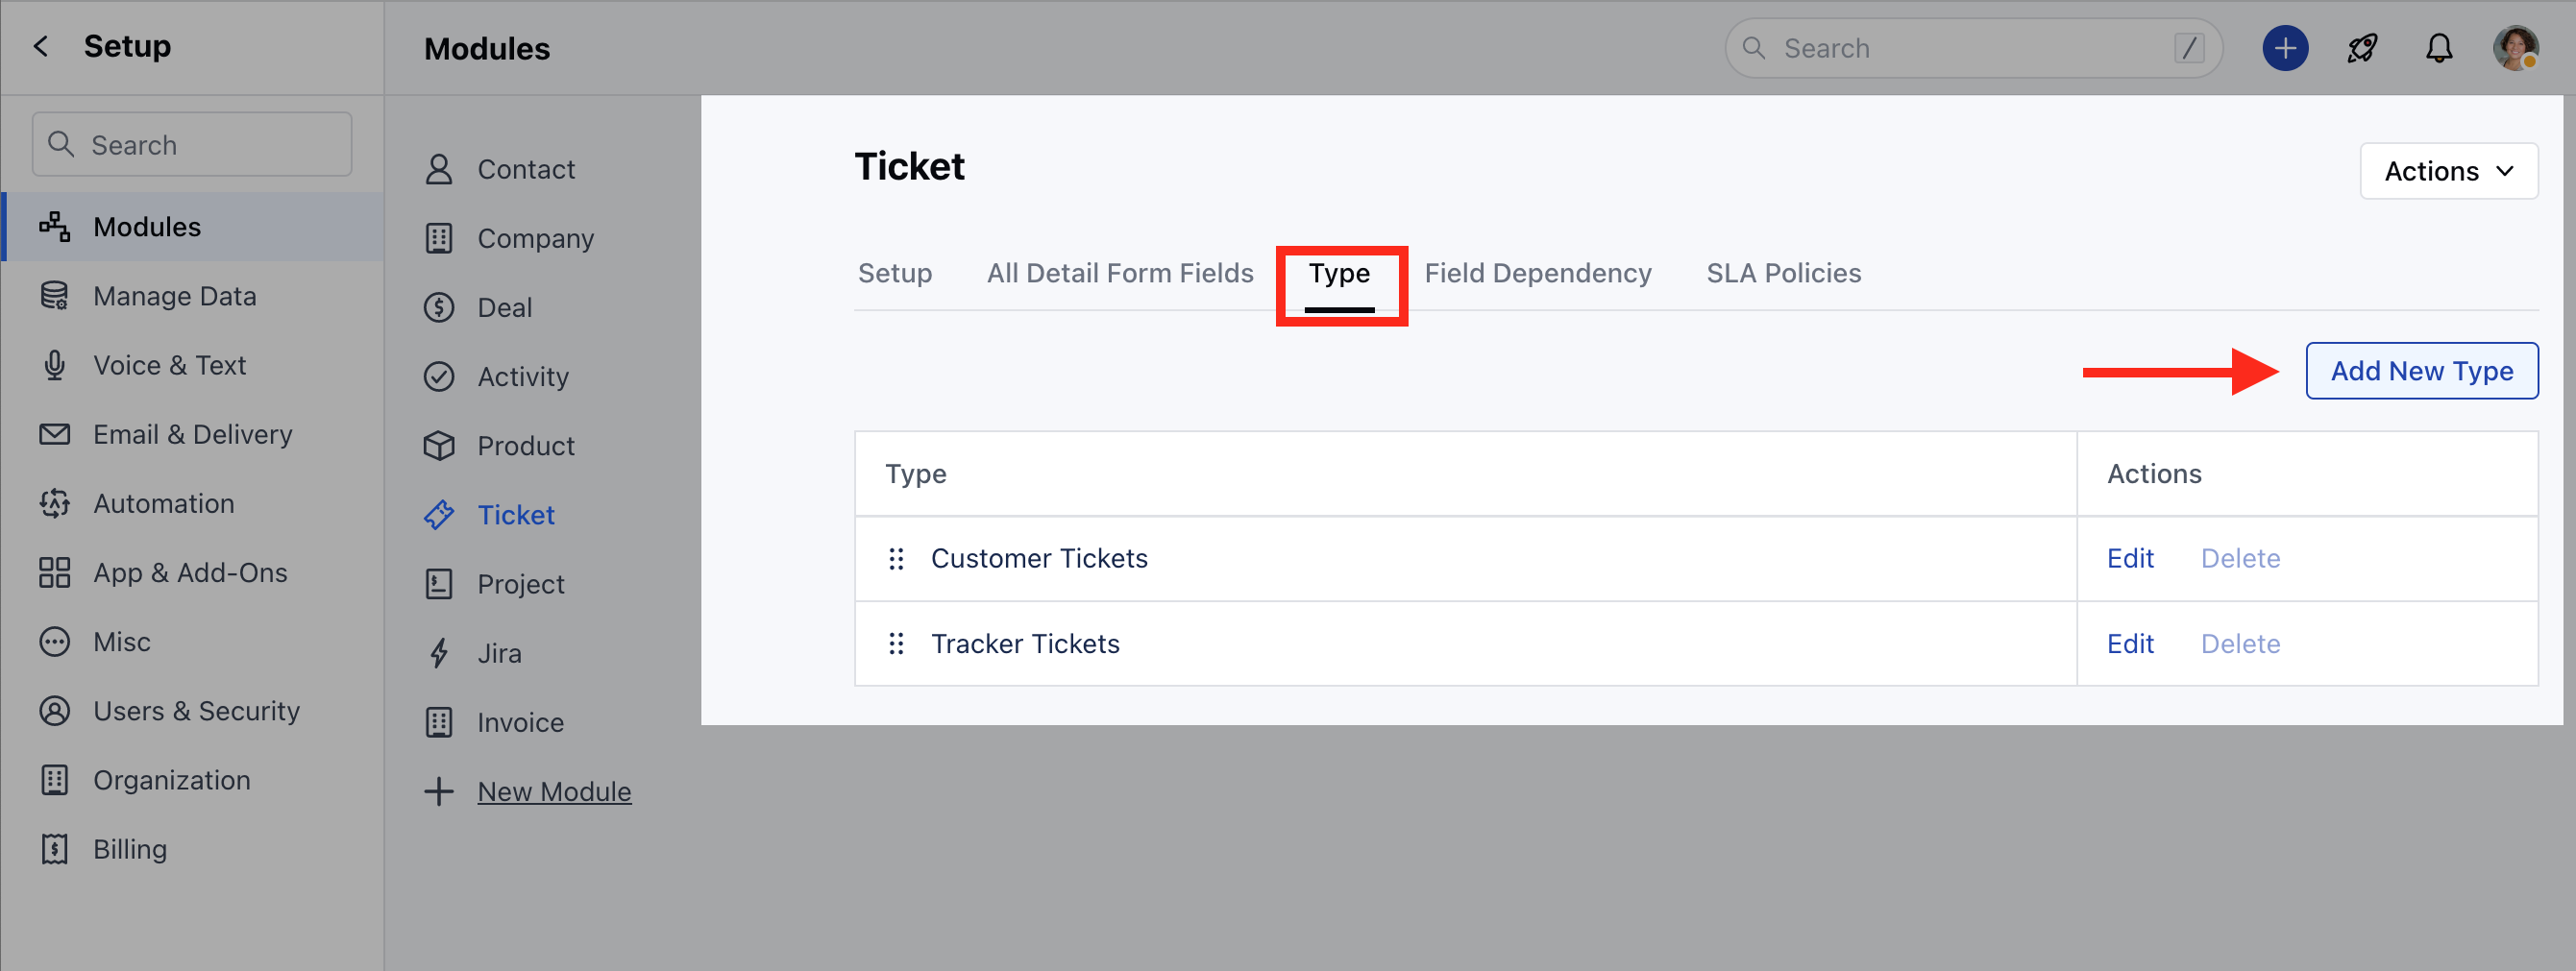 Setup
Search
Modules
Manage Data
Voice & Text
Email & Delivery
Automation
App & Add-Ons
Misc
Users & Security
Organization
Billing
Modules
Search /
Contact
Company
Deal
Activity
Product
Ticket
Project
Jira
Invoice
New Module
Ticket
Actions
Setup All Detail Form Fields Type Field Dependency SLA Policies
Add New Type
Type Actions
Customer Tickets Edit Delete
Tracker Tickets Edit Delete